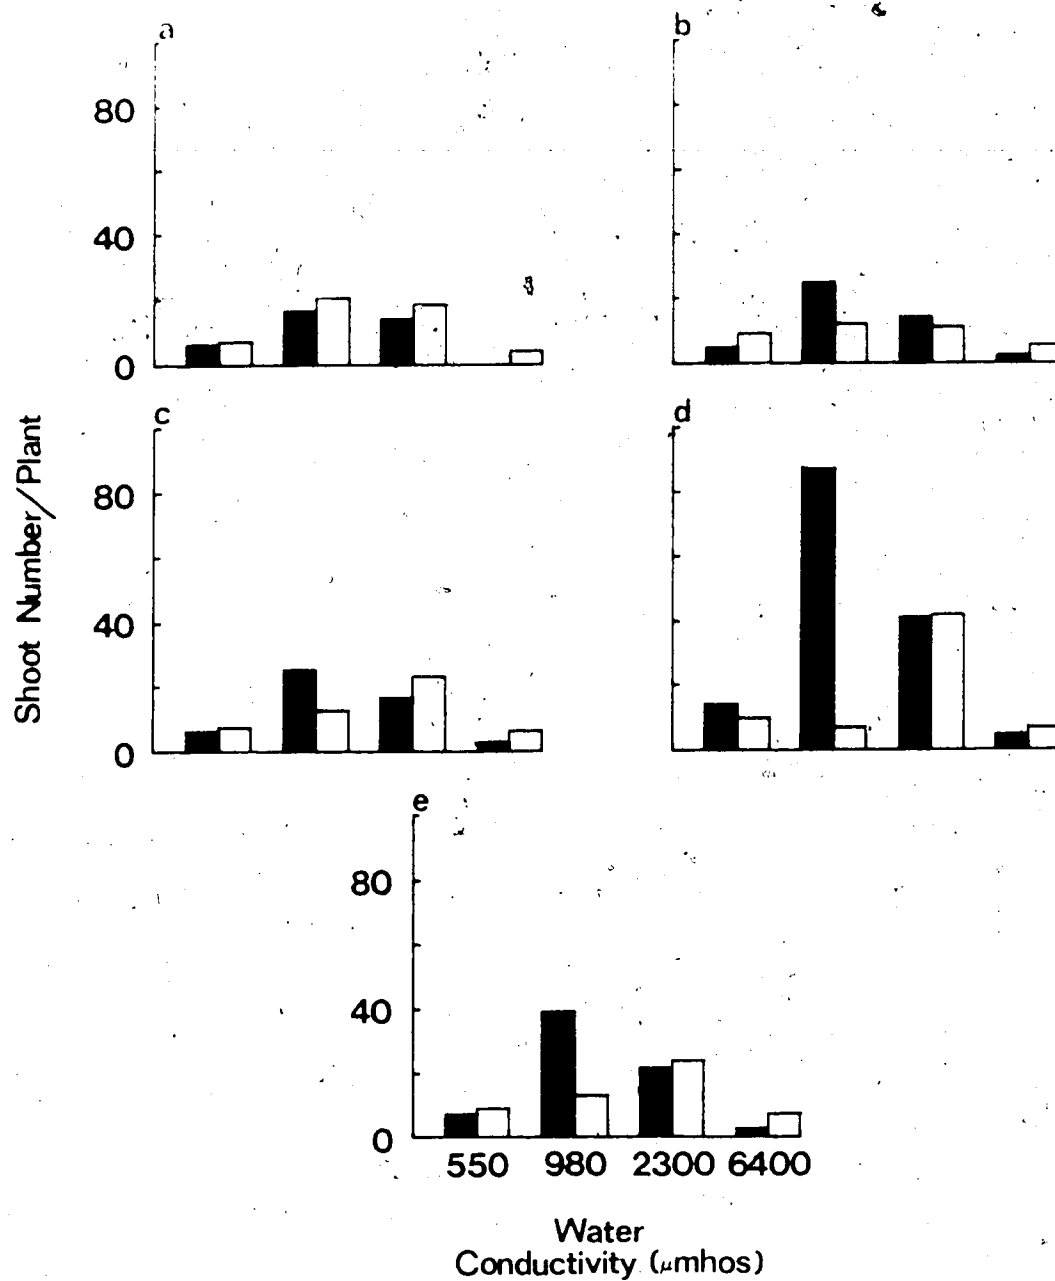 a
b
80
40
0
c
d
80
40
0
Shoot Number/Plant
e
80
40
0
550 980 2300 6400
Water
Conductivity (μmhos)